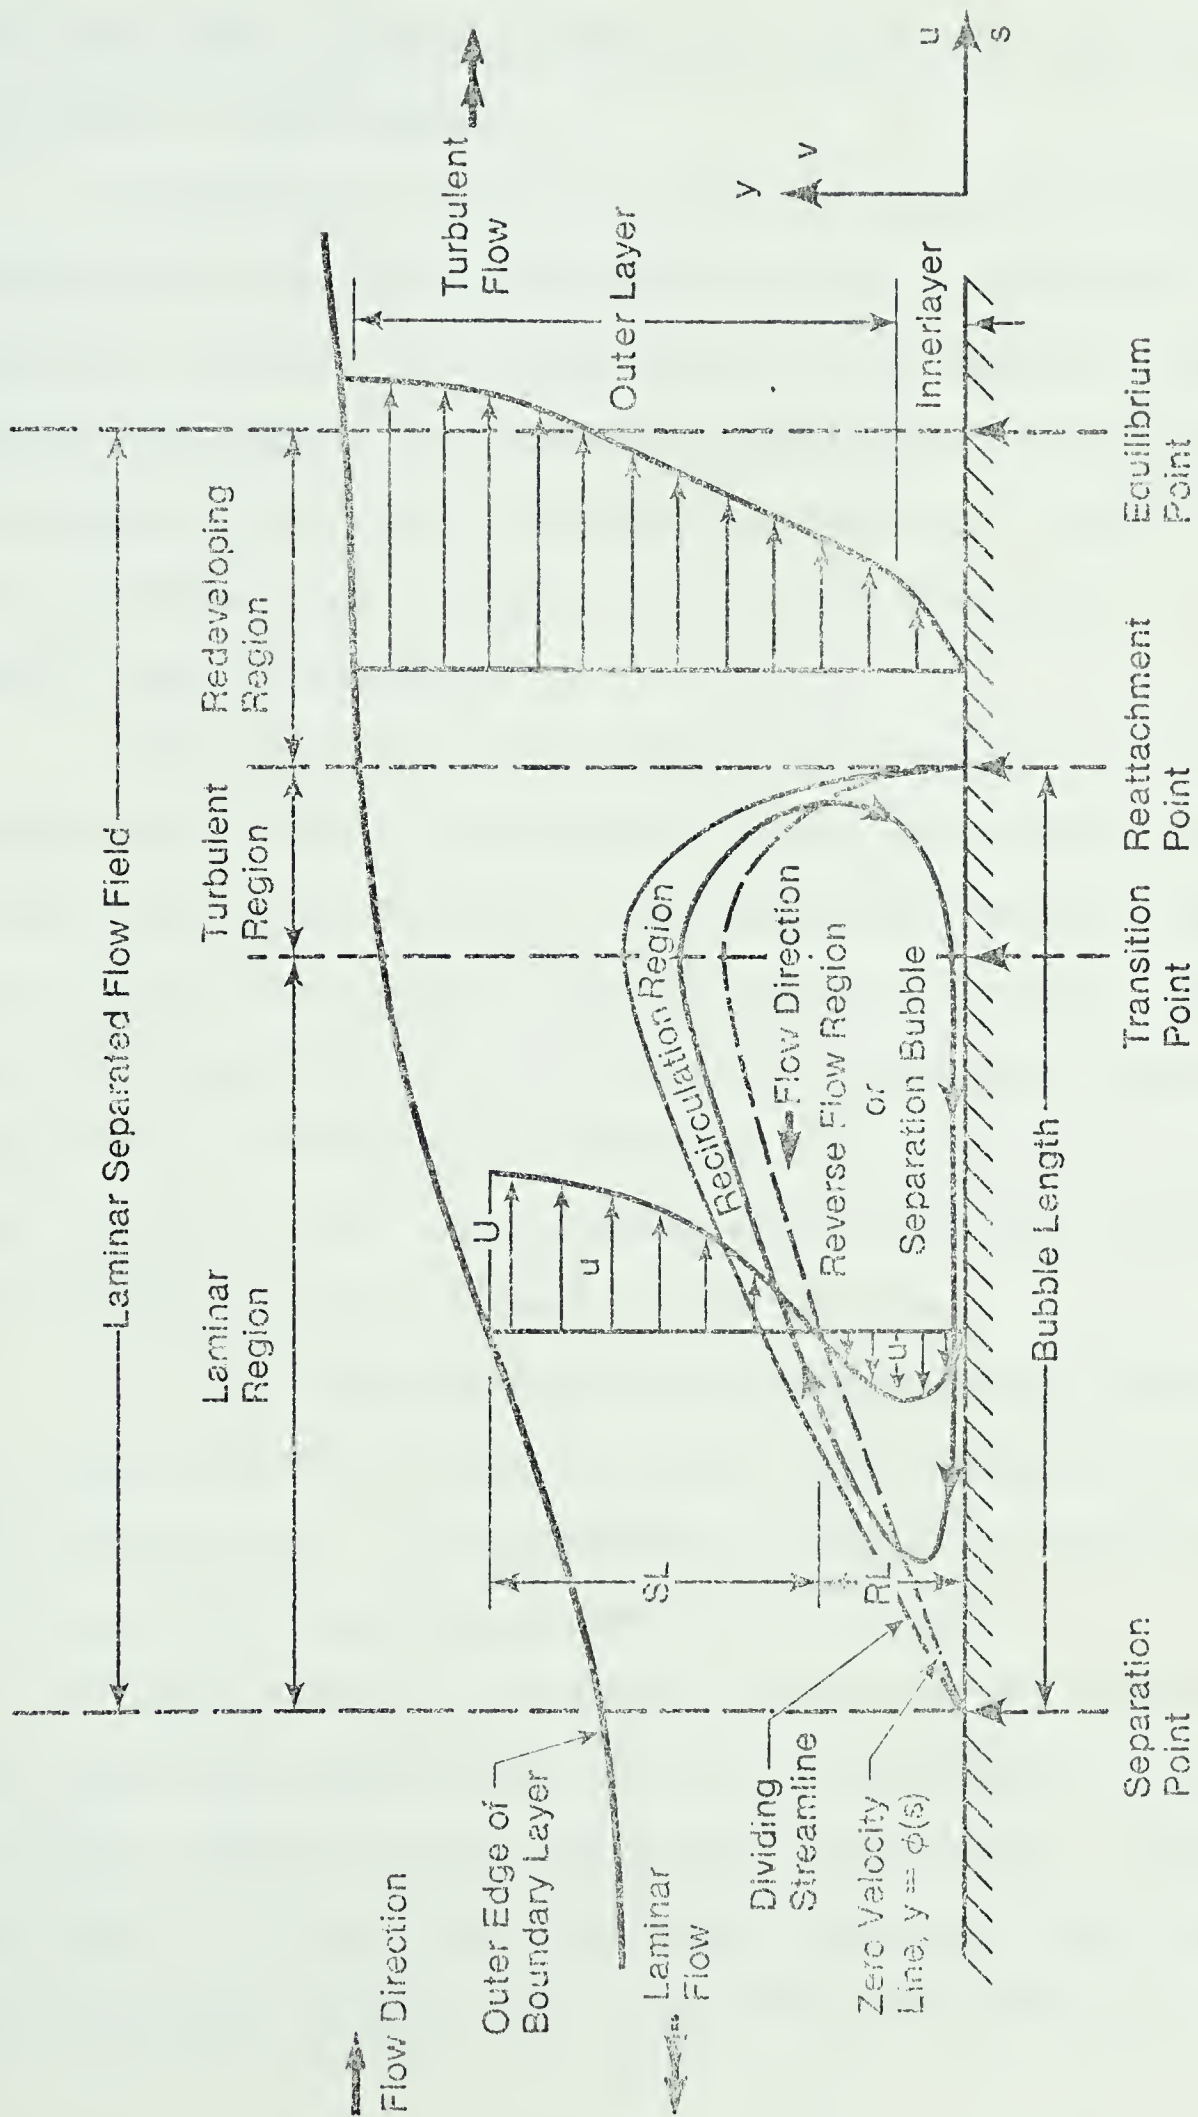 Laminar Separated Flow Field
Laminar
Region
Turbulent
Region
Redeveloping
Region
Flow Direction
Outer Edge of
Boundary Layer
Laminar
Flow
Turbulent
Flow
U
u
SL
RL
u
Outer Layer
Innerlayer
Recirculation Region
Flow Direction
Reverse Flow Region
or
Separation Bubble
Dividing
Streamline
Zero Velocity
Line, y = φ(s)
y
v
u
s
Bubble Length
Separation
Point
Transition
Point
Reattachment
Point
Equilibrium
Point